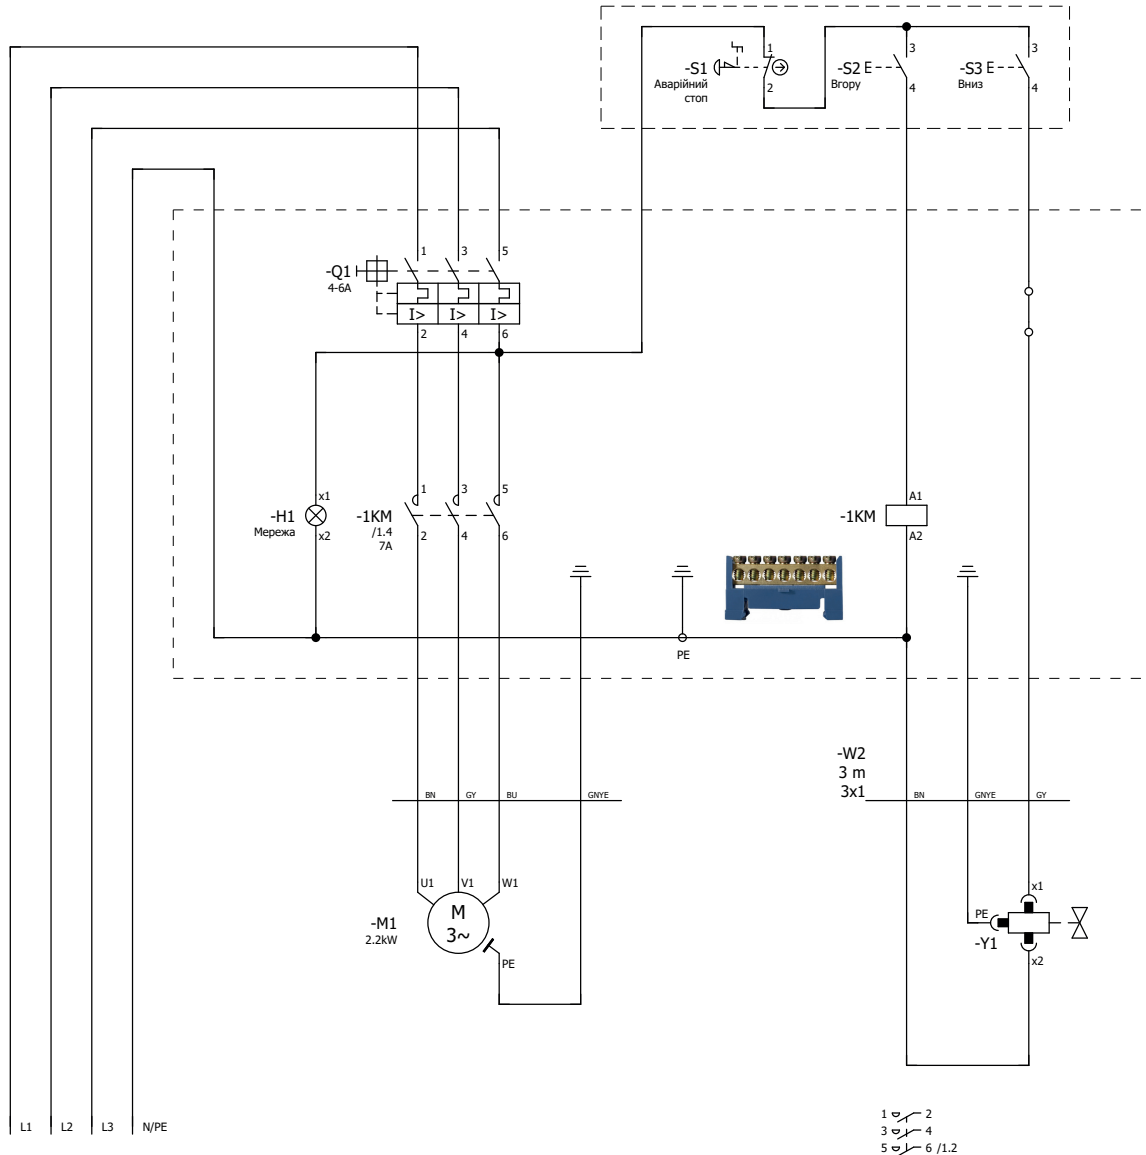 -S1
Аварійний
стоп
1
2
-S2
E
Вгору
3
4
-S3
E
Вниз
3
4
-Q1
4-6A
1
3
5
I>
I>
I>
2
4
6
-H1
Мережа
x1
x2
-1KM
/1.4
7A
1
3
5
2
4
6
-1KM
A1
A2
PE
-W2
3 m
3x1
BN
GY
BU
GNYE
BN
GNYE
GY
-M1
2.2kW
U1
V1
W1
M
3~
PE
PE
-Y1
x1
x2
L1
L2
L3
N/PE
1 2
3 4
5 6 /1.2